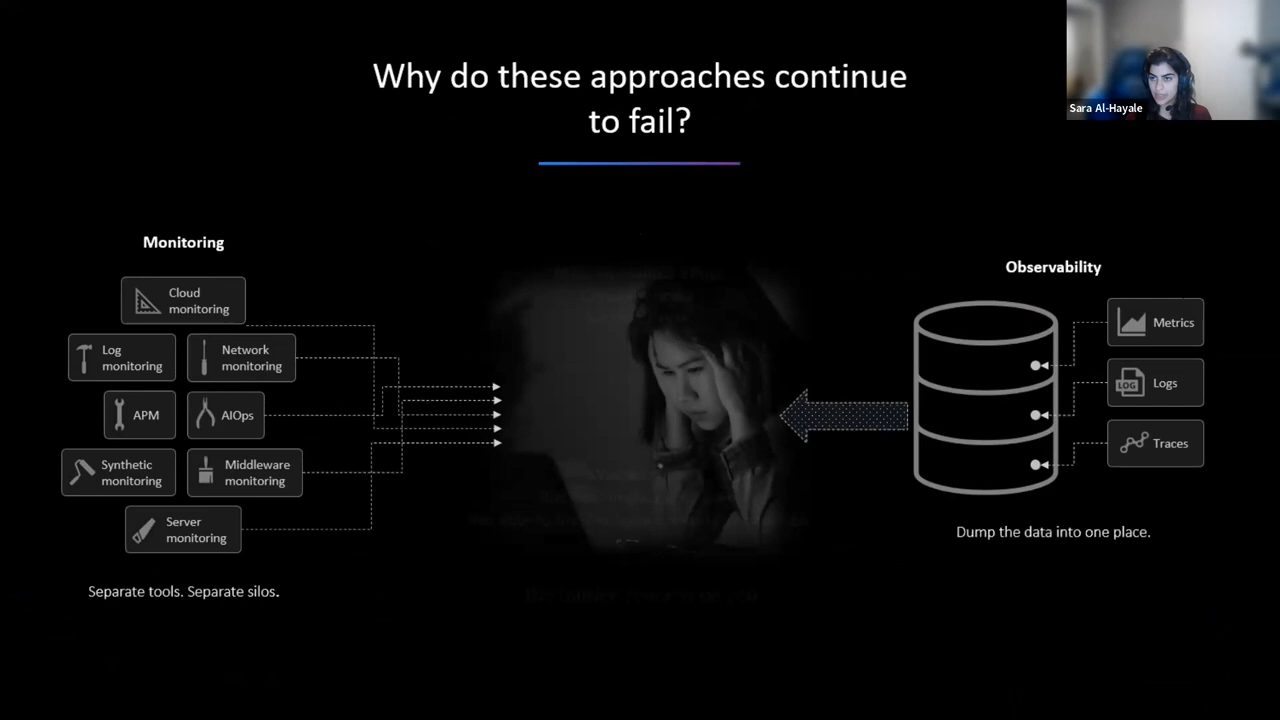 Why do these approaches continue
to fail?
Sara Al-Hayale
Monitoring
Cloud
monitoring
Log
monitoring
Network
monitoring
APM
AIOps
Synthetic
monitoring
Middleware
monitoring
Server
monitoring
Separate tools. Separate silos.
Observability
Metrics
LOG
Logs
Traces
Dump the data into one place.